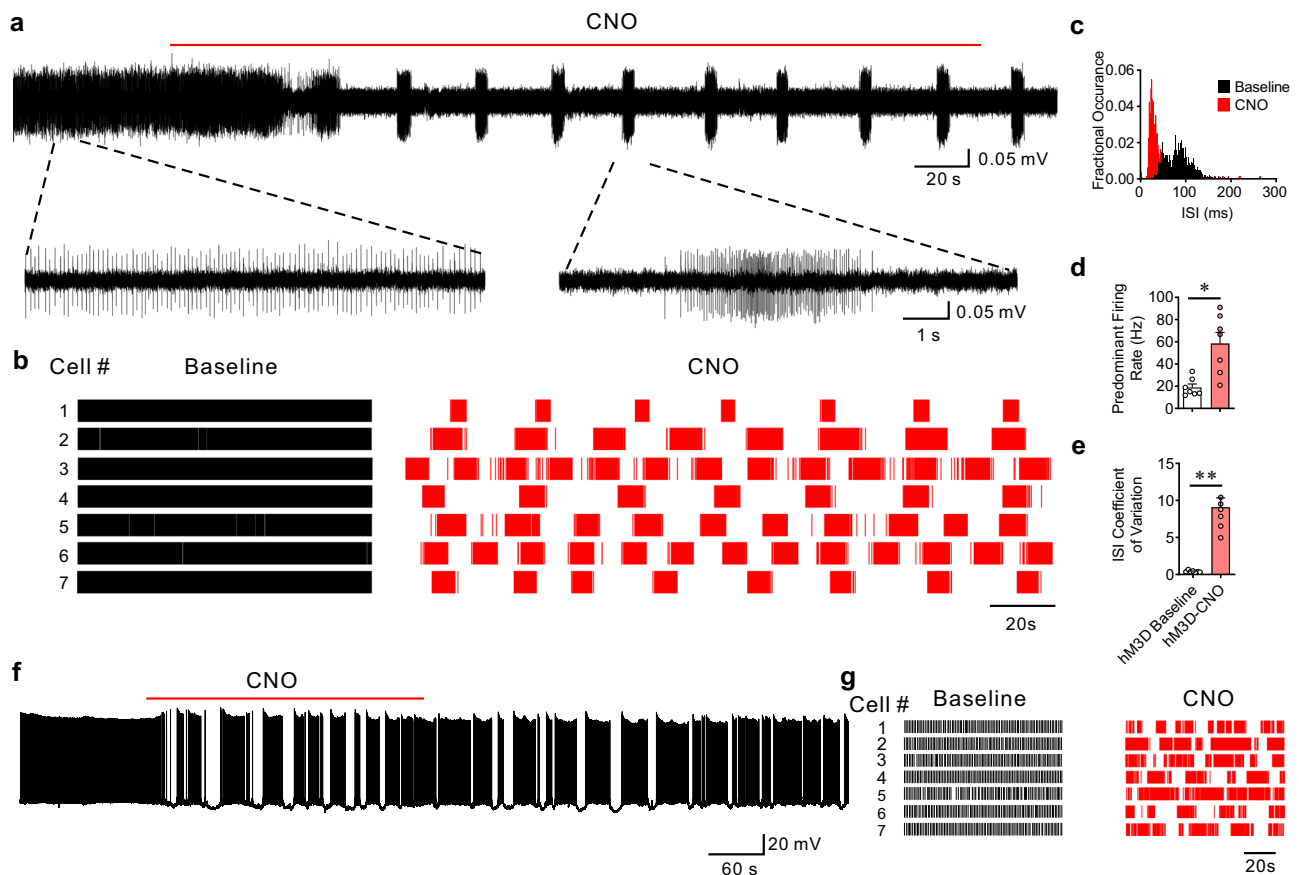 a
CNO
0.05 mV
20 s
0.05 mV
1 s
b
Cell #
Baseline
CNO
1
2
3
4
5
6
7
20s
c
Fractional Occurance
0.06
0.04
0.02
0.00
0
100
200
300
ISI (ms)
Baseline
CNO
d
Predominant Firing
Rate (Hz)
100
80
60
40
20
0
*
e
ISI Coefficient
of Variation
15
10
5
0
**
hM3D Baseline
hM3D-CNO
f
CNO
20 mV
60 s
g
Cell #
Baseline
CNO
1
2
3
4
5
6
7
20s